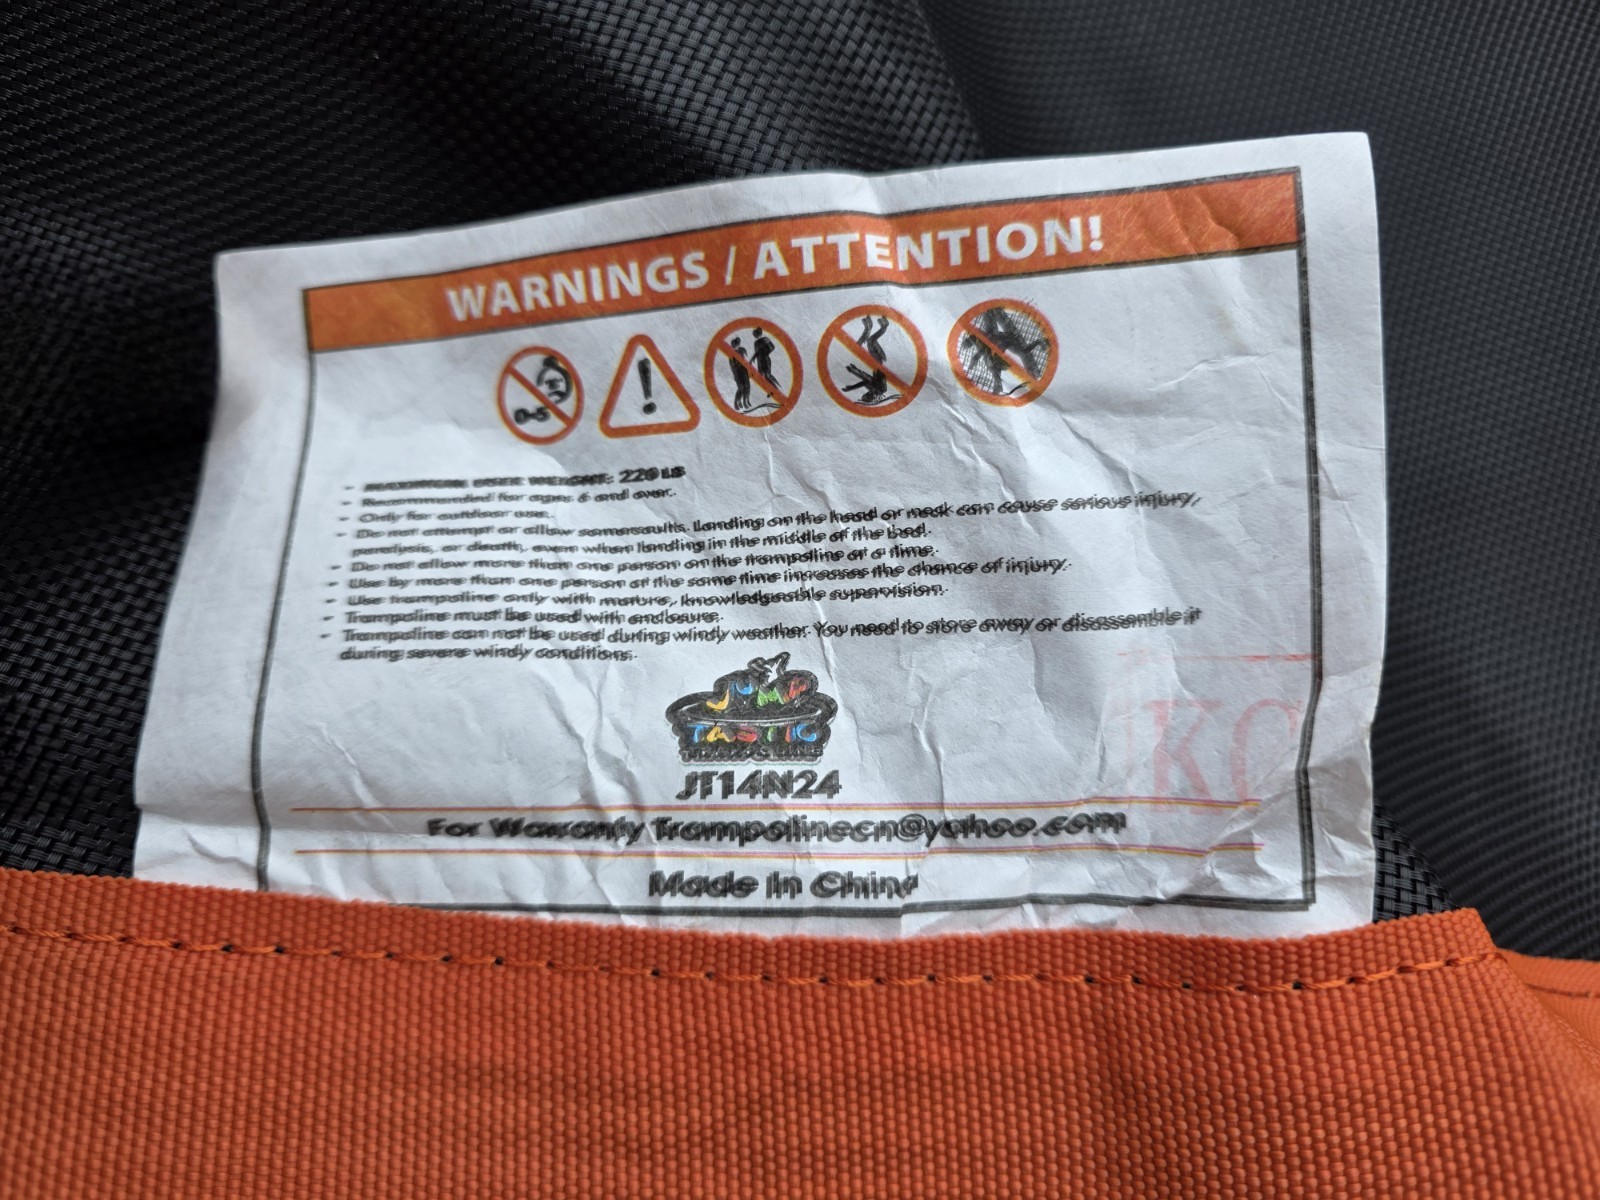 WARNINGS / ATTENTION!
0-5
- MAXIMUM USER WEIGHT: 220 LB
- Recommended for ages 6 and over.
- Only for outdoor use.
- Do not attempt or allow somersaults. Landing on the head or neck can cause serious injury,
paralysis, or death, even when landing in the middle of the bed.
- Do not allow more than one person on the trampoline at a time.
- Use by more than one person at the same time increases the chance of injury.
- Use trampoline only with mature, knowledgeable supervision.
- Trampoline must be used with enclosure.
- Trampoline can not be used during windy weather. You need to store away or disassemble it
during severe windy conditions.
JUMP
TASTIC
TRAMPOLINE
JT14N24
KC
For Warranty Trampolinecn@yahoo.com
Made In China